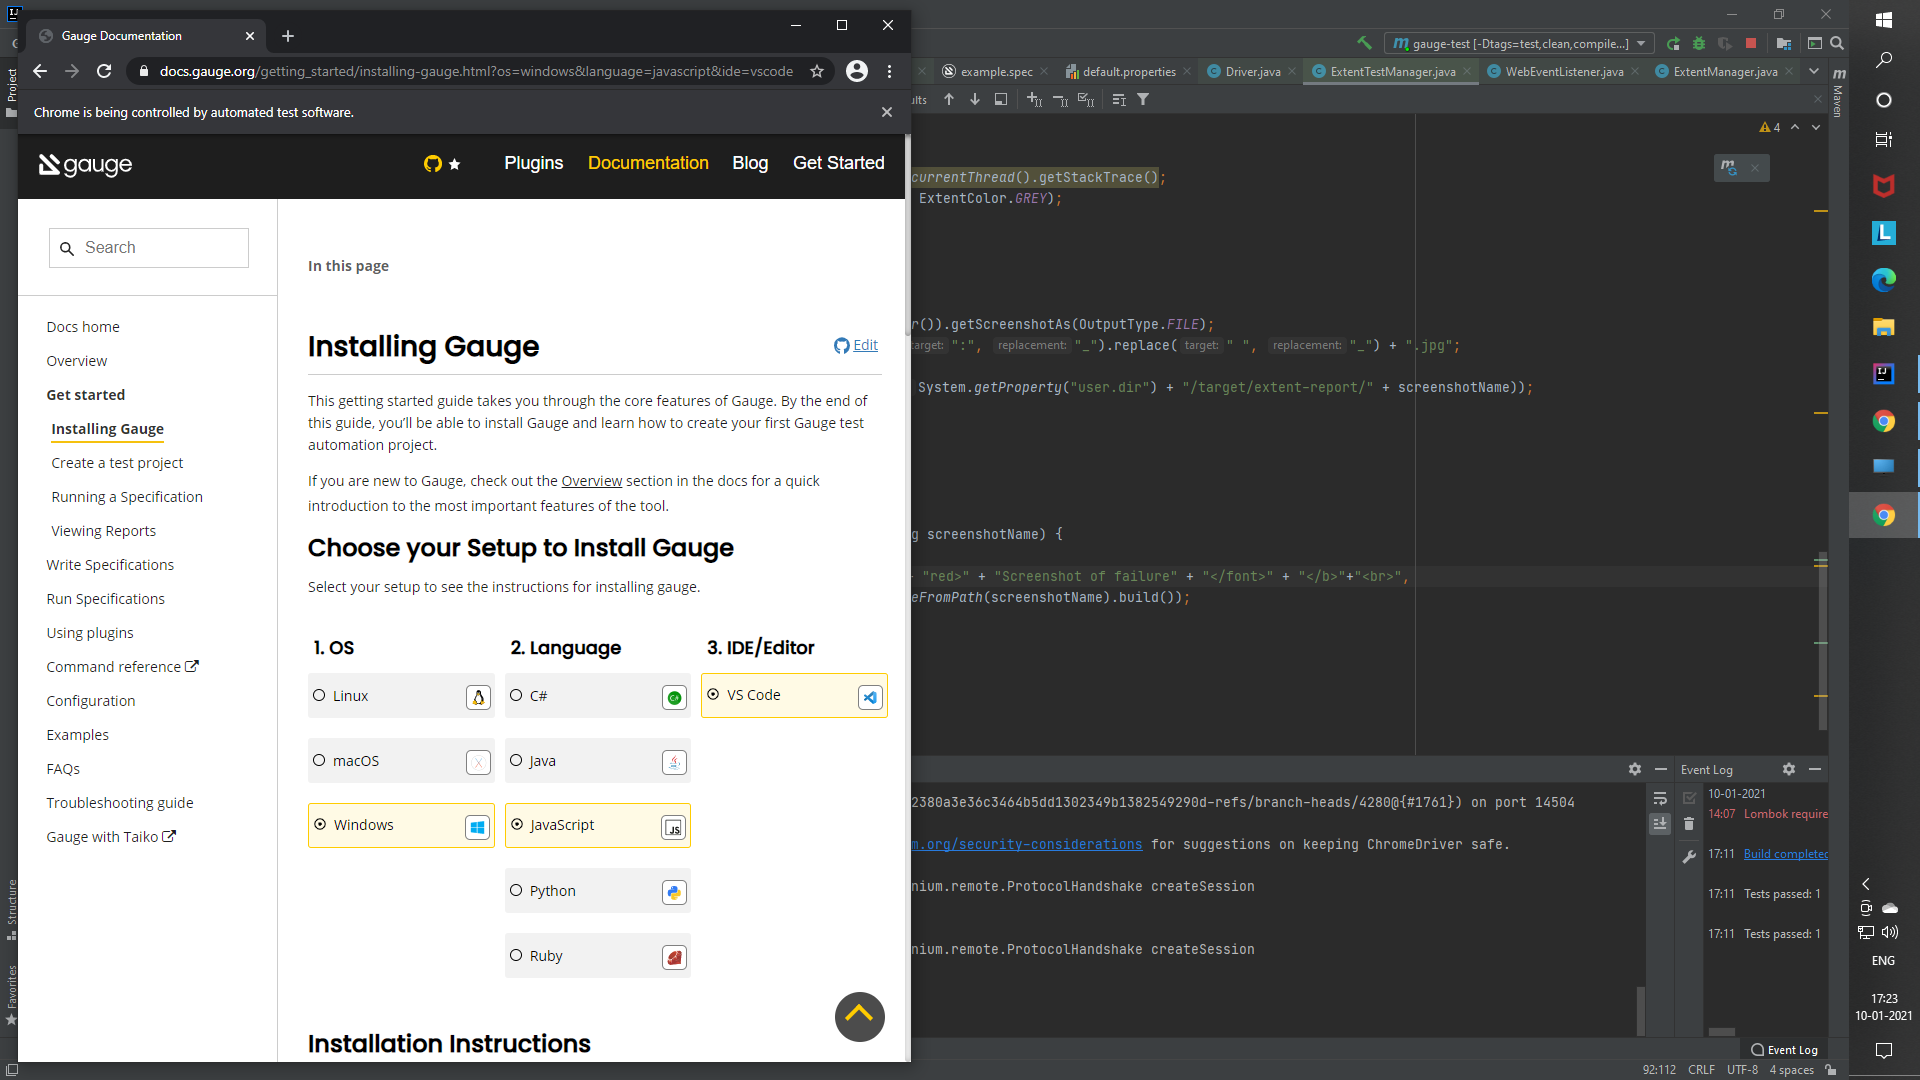 Gauge Documentation
docs.gauge.org/getting_started/installing-gauge.html?os=windows&language=javascript&ide=vscode
Chrome is being controlled by automated test software.
gauge
Plugins Documentation Blog Get Started
Search
Docs home
Overview
Get started
Installing Gauge
Create a test project
Running a Specification
Viewing Reports
Write Specifications
Run Specifications
Using plugins
Command reference
Configuration
Examples
FAQs
Troubleshooting guide
Gauge with Taiko
In this page
Installing Gauge
Edit
This getting started guide takes you through the core features of Gauge. By the end of
this guide, you'll be able to install Gauge and learn how to create your first Gauge test
automation project.
If you are new to Gauge, check out the Overview section in the docs for a quick
introduction to the most important features of the tool.
Choose your Setup to Install Gauge
Select your setup to see the instructions for installing gauge.
1. OS
Linux
macOS
Windows
2. Language
C#
Java
JavaScript
Python
Ruby
3. IDE/Editor
VS Code
Installation Instructions
Project
Structure
Favorites
gauge-test [-Dtags=test,clean,compile...]
example.spec default.properties Driver.java ExtentTestManager.java WebEventListener.java ExtentManager.java
Maven
ults
4
currentThread().getStackTrace();
ExtentColor.GREY);
r()).getScreenshotAs(OutputType.FILE);
target: ":", replacement: "_").replace( target: " ", replacement: "_") + ".jpg";
System.getProperty("user.dir") + "/target/extent-report/" + screenshotName));
g screenshotName) {
"red>" + "Screenshot of failure" + "</font>" + "</b>"+"<br>",
eFromPath(screenshotName).build());
2380a3e36c3464b5dd1302349b1382549290d-refs/branch-heads/4280@{#1761}) on port 14504
m.org/security-considerations for suggestions on keeping ChromeDriver safe.
nium.remote.ProtocolHandshake createSession
nium.remote.ProtocolHandshake createSession
Event Log
10-01-2021
14:07 Lombok require
17:11 Build completed
17:11 Tests passed: 1
17:11 Tests passed: 1
Event Log
92:112 CRLF UTF-8 4 spaces
ENG
17:23
10-01-2021